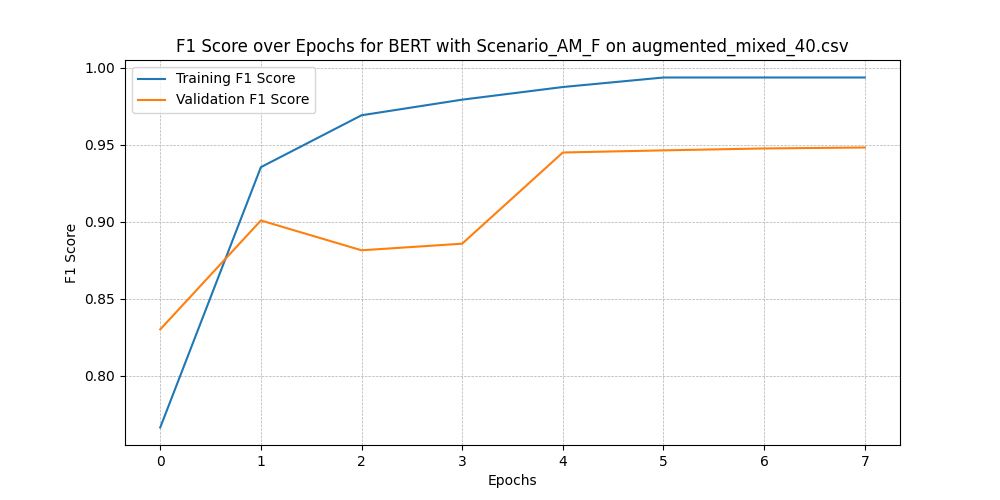 F1 Score over Epochs for BERT with Scenario_AM_F on augmented_mixed_40.csv
Training F1 Score
Validation F1 Score
F1 Score
1.00
0.95
0.90
0.85
0.80
0 1 2 3 4 5 6 7
Epochs